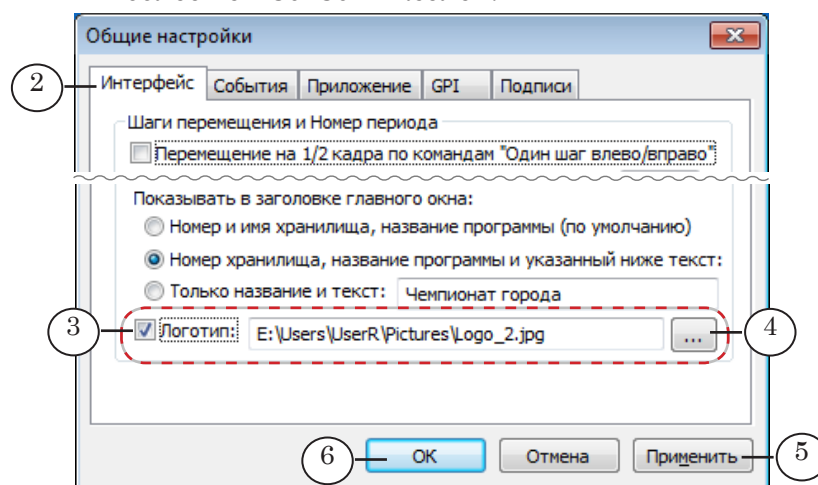 Общие настройки
2
Интерфейс События Приложение GPI Подписи
Шаги перемещения и Номер периода
Перемещение на 1/2 кадра по командам "Один шаг влево/вправо"
Показывать в заголовке главного окна:
Номер и имя хранилища, название программы (по умолчанию)
Номер хранилища, название программы и указанный ниже текст:
Только название и текст: Чемпионат города
3 Логотип: E:\Users\UserR\Pictures\Logo_2.jpg ... 4
6 OK Отмена Применить 5